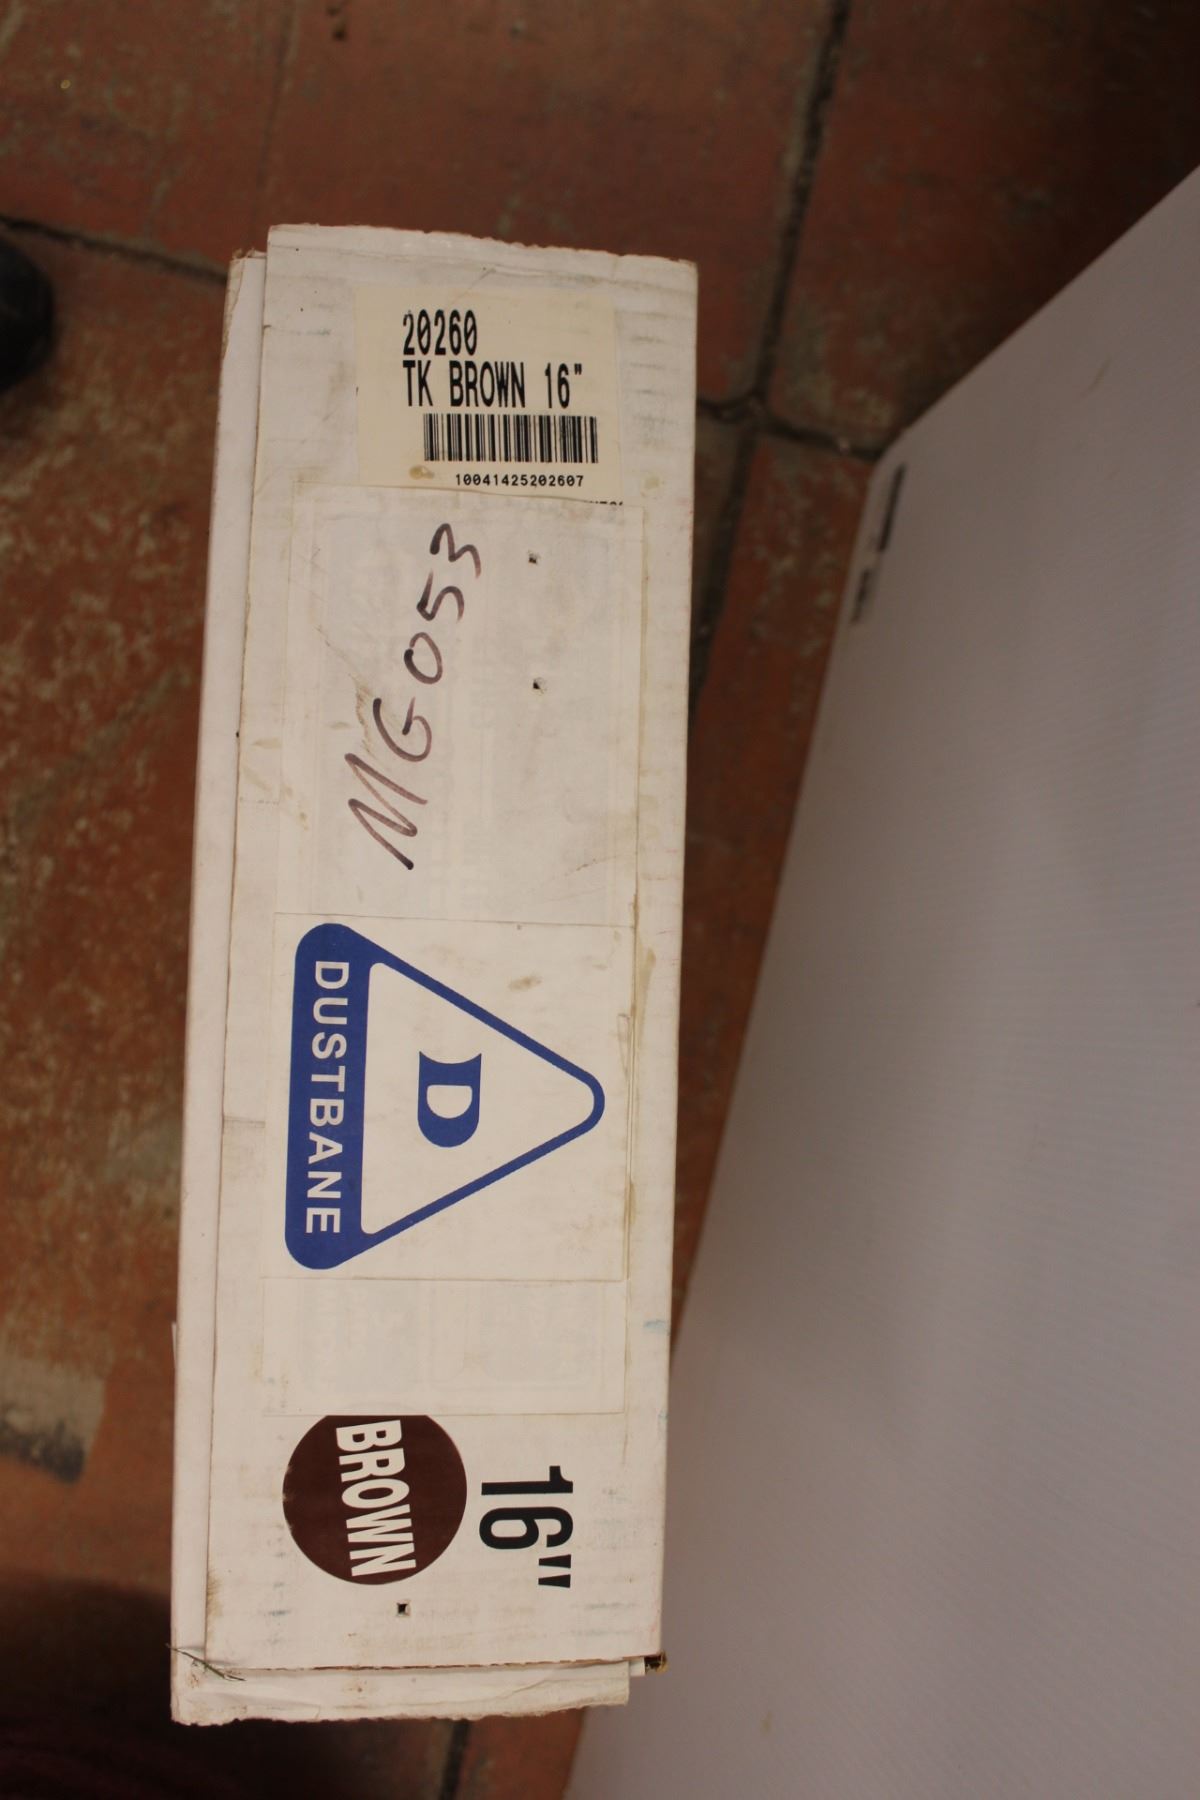 20260
TK BROWN 16"
10041425202607
MG053
D
DUSTBANE
BROWN
16"